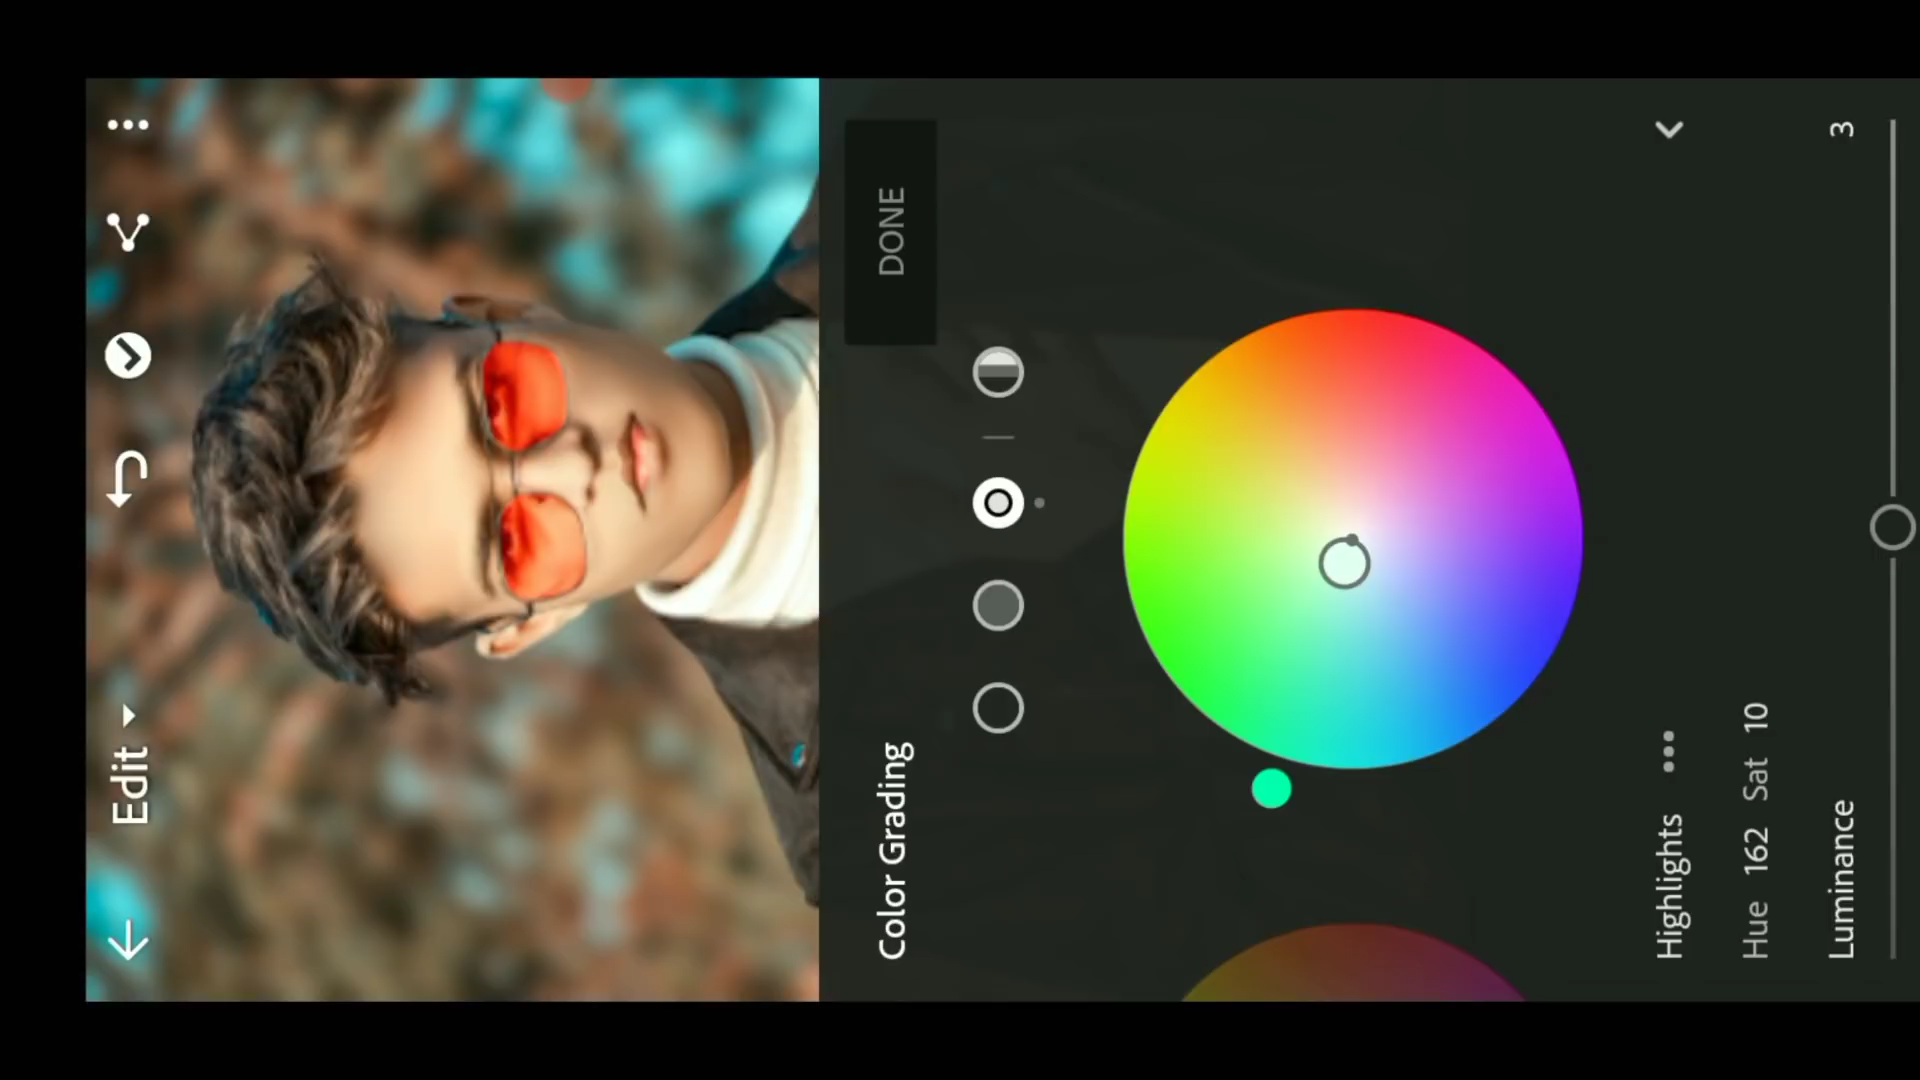 Edit
Color Grading
DONE
Highlights
Hue 162 Sat 10
Luminance 3